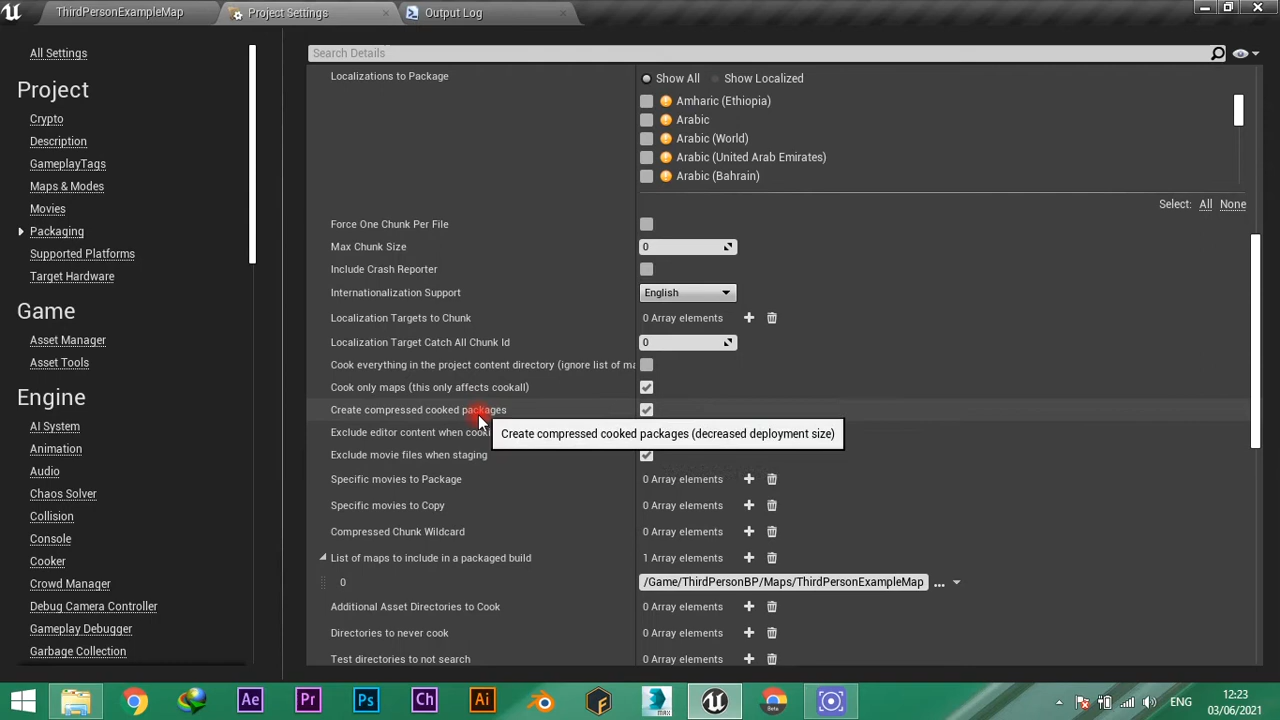 ThirdPersonExampleMap
Project Settings
Output Log
All Settings
Project
Crypto
Description
GameplayTags
Maps & Modes
Movies
Packaging
Supported Platforms
Target Hardware
Game
Asset Manager
Asset Tools
Engine
AI System
Animation
Audio
Chaos Solver
Collision
Console
Cooker
Crowd Manager
Debug Camera Controller
Gameplay Debugger
Garbage Collection
Search Details
Localizations to Package
Show All Show Localized
Amharic (Ethiopia)
Arabic
Arabic (World)
Arabic (United Arab Emirates)
Arabic (Bahrain)
Select: All None
Force One Chunk Per File
Max Chunk Size 0
Include Crash Reporter
Internationalization Support English
Localization Targets to Chunk 0 Array elements
Localization Target Catch All Chunk Id 0
Cook everything in the project content directory (ignore list of ma
Cook only maps (this only affects cookall)
Create compressed cooked packages
Create compressed cooked packages (decreased deployment size)
Exclude editor content when cooki
Exclude movie files when staging
Specific movies to Package 0 Array elements
Specific movies to Copy 0 Array elements
Compressed Chunk Wildcard 0 Array elements
List of maps to include in a packaged build 1 Array elements
0 /Game/ThirdPersonBP/Maps/ThirdPersonExampleMap
Additional Asset Directories to Cook 0 Array elements
Directories to never cook 0 Array elements
Test directories to not search 0 Array elements
Ae Pr Ps Ch Ai
MAX
Beta
ENG
12:23
03/06/2021